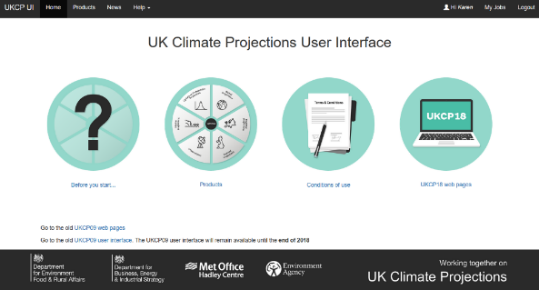 UKCP UI Home Products News Help Hi Karen My Jobs Logout
UK Climate Projections User Interface
Terms & Conditions
UKCP18
Before you start...
Products
Conditions of use
UKCP18 web pages
Go to the old UKCP09 web pages
Go to the old UKCP09 user interface. The UKCP09 user interface will remain available until the end of 2018
Department
for Environment
Food & Rural Affairs
Department for
Business, Energy
& Industrial Strategy
Met Office
Hadley Centre
Environment
Agency
Working together on
UK Climate Projections